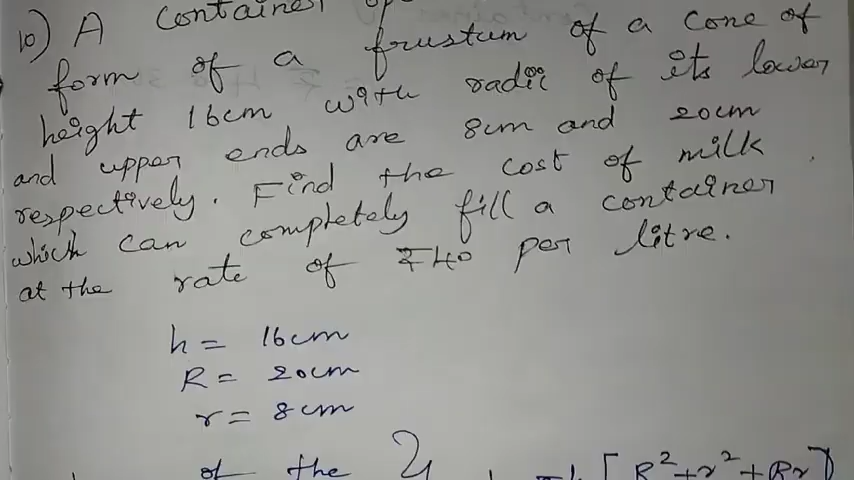 10) A container
form of a frustum of a cone of
height 16cm with radii of its lower
and upper ends are 8cm and 20cm
respectively. Find the cost of milk
which can completely fill a container
at the rate of ₹40 per litre.
h = 16cm
R = 20cm
r = 8cm
of the [R²+r²+Rr]